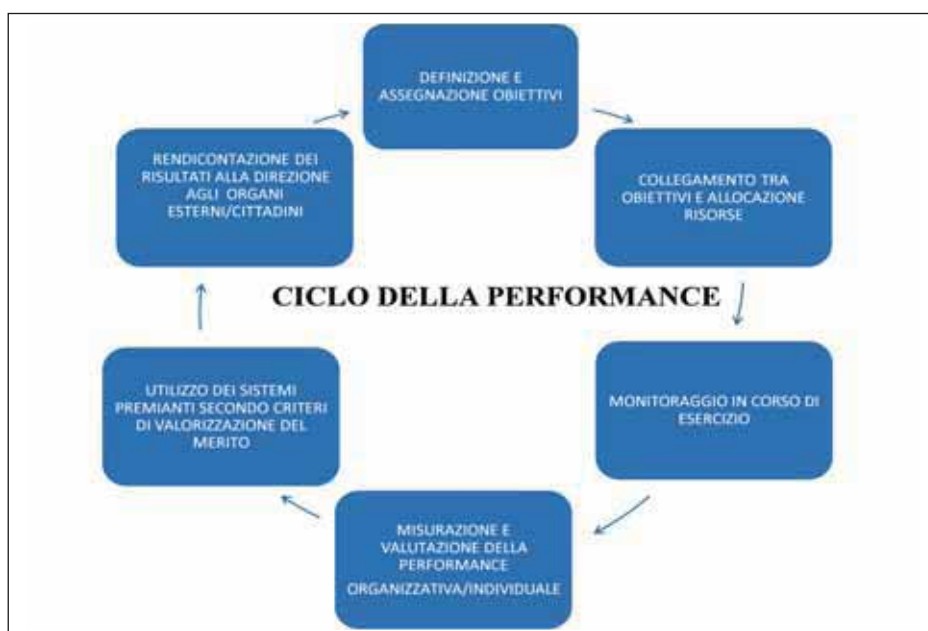 DEFINIZIONE E
ASSEGNAZIONE OBIETTIVI
COLLEGAMENTO TRA
OBIETTIVI E ALLOCAZIONE
RISORSE
MONITORAGGIO IN CORSO DI
ESERCIZIO
MISURAZIONE E
VALUTAZIONE DELLA
PERFORMANCE
ORGANIZZATIVA/INDIVIDUALE
UTILIZZO DEI SISTEMI
PREMIANTI SECONDO CRITERI
DI VALORIZZAZIONE DEL
MERITO
RENDICONTAZIONE DEI
RISULTATI ALLA DIREZIONE
AGLI ORGANI
ESTERNI/CITTADINI
CICLO DELLA PERFORMANCE